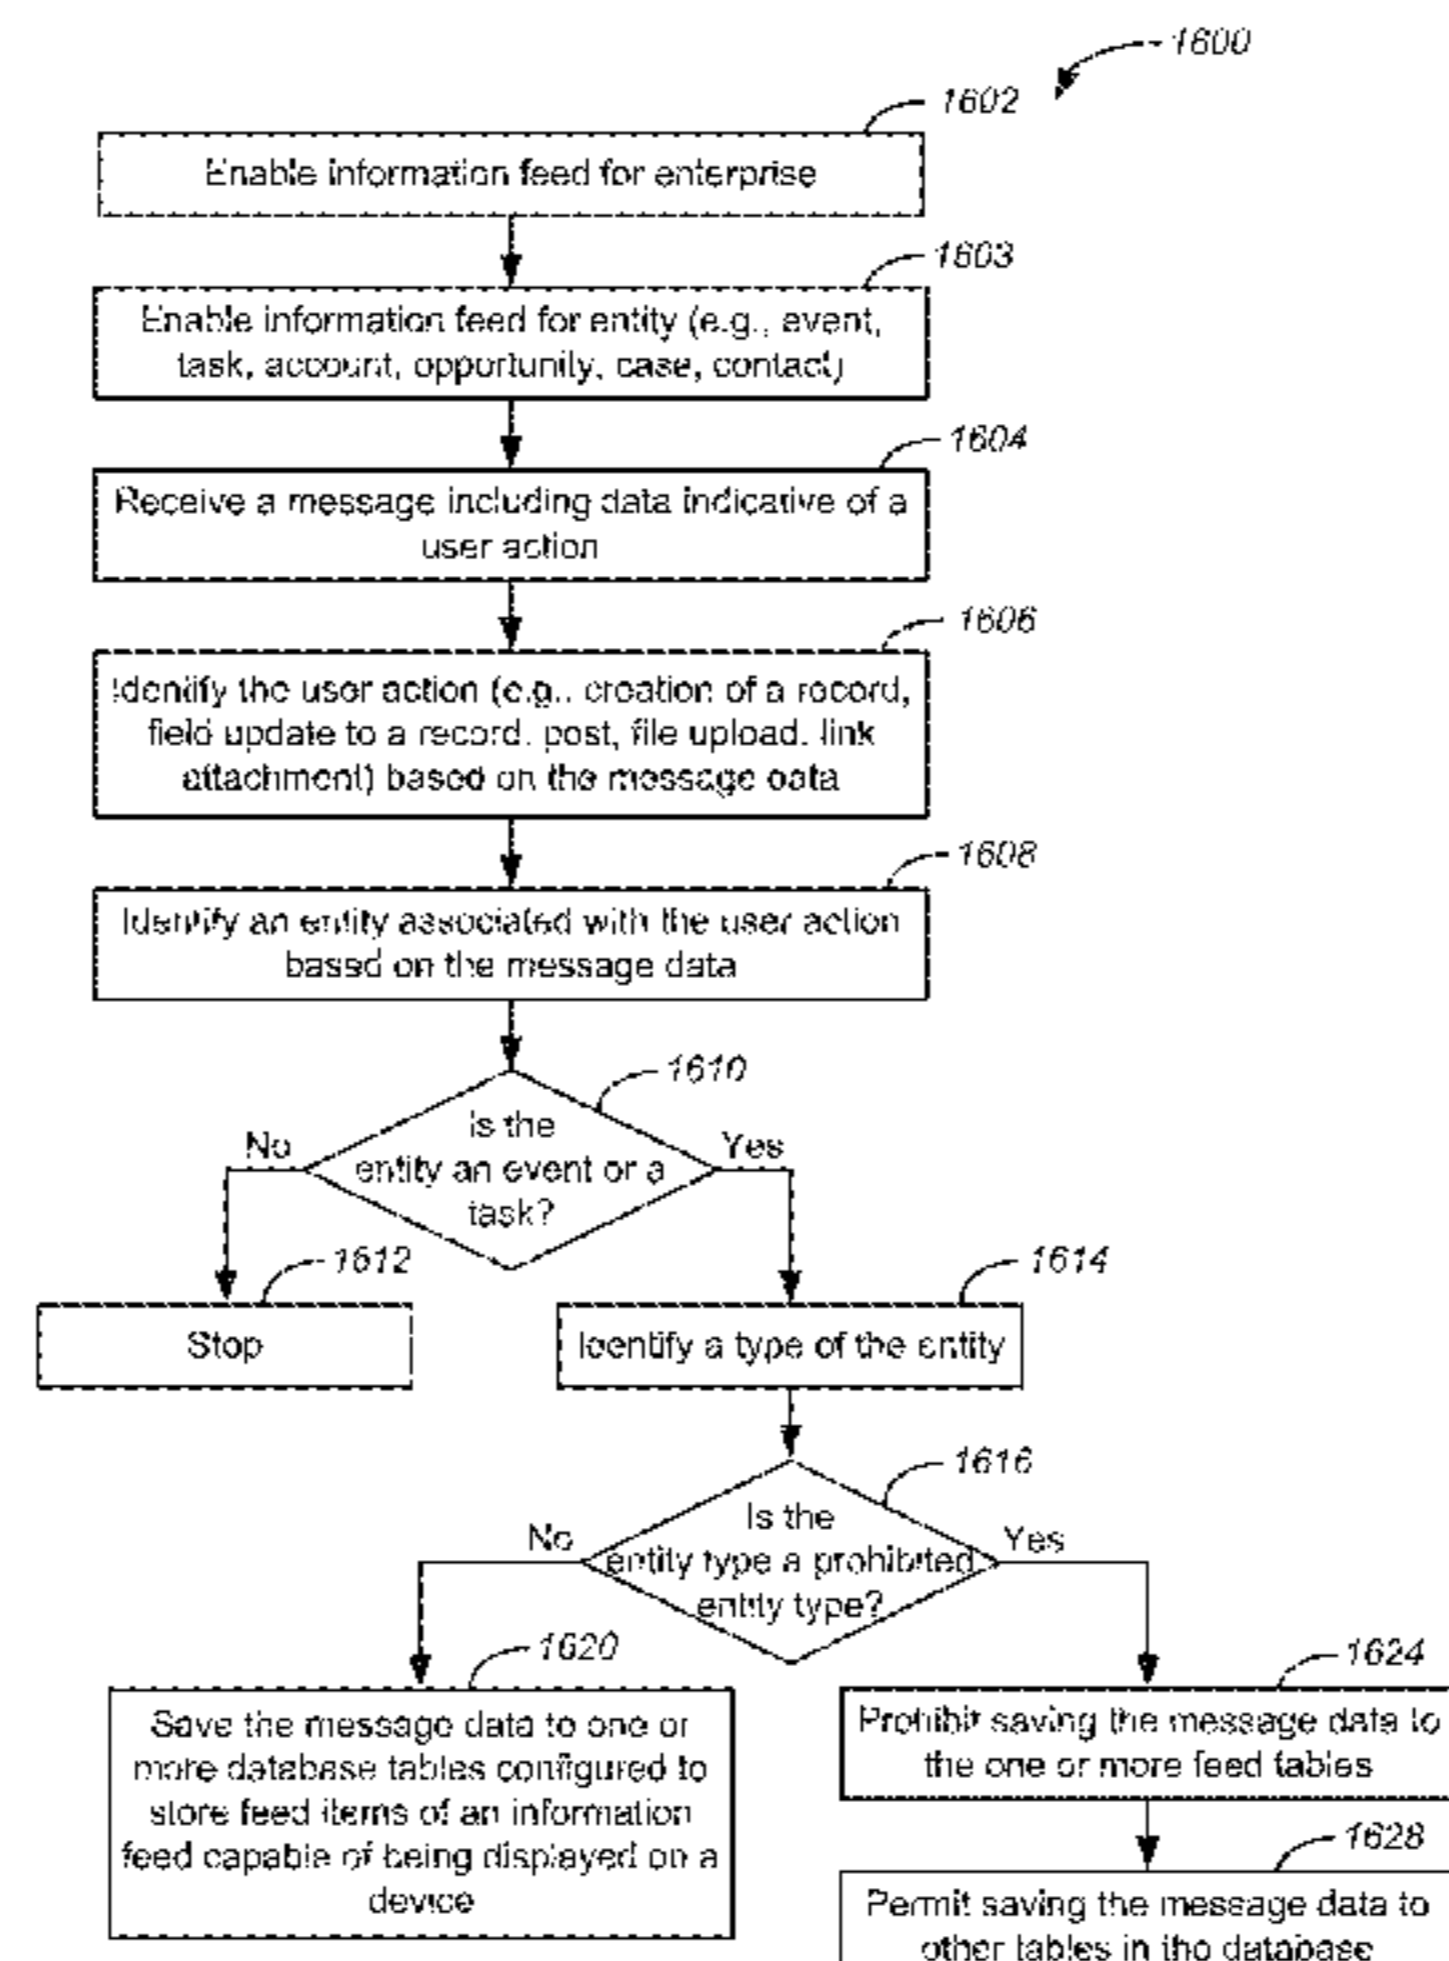 1600
1602
Enable information feed for enterprise
1603
Enable information feed for entity (e.g., event,
task, account, opportunity, case, contact)
1604
Receive a message including data indicative of a
user action
1606
Identify the user action (e.g., creation of a record,
field update to a record, post, file upload, link
attachment) based on the message data
1608
Identify an entity associated with the user action
based on the message data
1610
Is the
entity an event or a
task?
No
Yes
1612
Stop
1614
Identify a type of the entity
1616
Is the
entity type a prohibited
entity type?
No
Yes
1620
Save the message data to one or
more database tables configured to
store feed items of an information
feed capable of being displayed on a
device
1624
Prohibit saving the message data to
the one or more feed tables
1628
Permit saving the message data to
other tables in the database